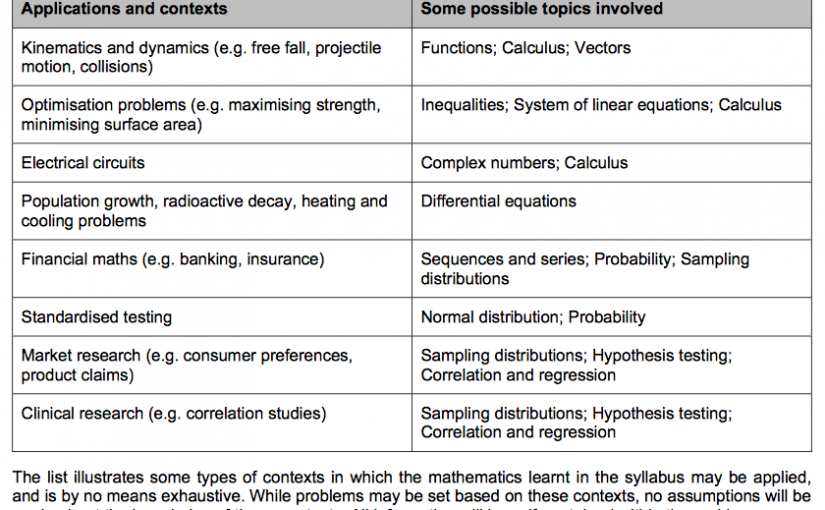 Applications and contexts
Some possible topics involved
Kinematics and dynamics (e.g. free fall, projectile
motion, collisions)
Functions; Calculus; Vectors
Optimisation problems (e.g. maximising strength,
minimising surface area)
Inequalities; System of linear equations; Calculus
Electrical circuits
Complex numbers; Calculus
Population growth, radioactive decay, heating and
cooling problems
Differential equations
Financial maths (e.g. banking, insurance)
Sequences and series; Probability; Sampling
distributions
Standardised testing
Normal distribution; Probability
Market research (e.g. consumer preferences,
product claims)
Sampling distributions; Hypothesis testing;
Correlation and regression
Clinical research (e.g. correlation studies)
Sampling distributions; Hypothesis testing;
Correlation and regression
The list illustrates some types of contexts in which the mathematics learnt in the syllabus may be applied,
and is by no means exhaustive. While problems may be set based on these contexts, no assumptions will be